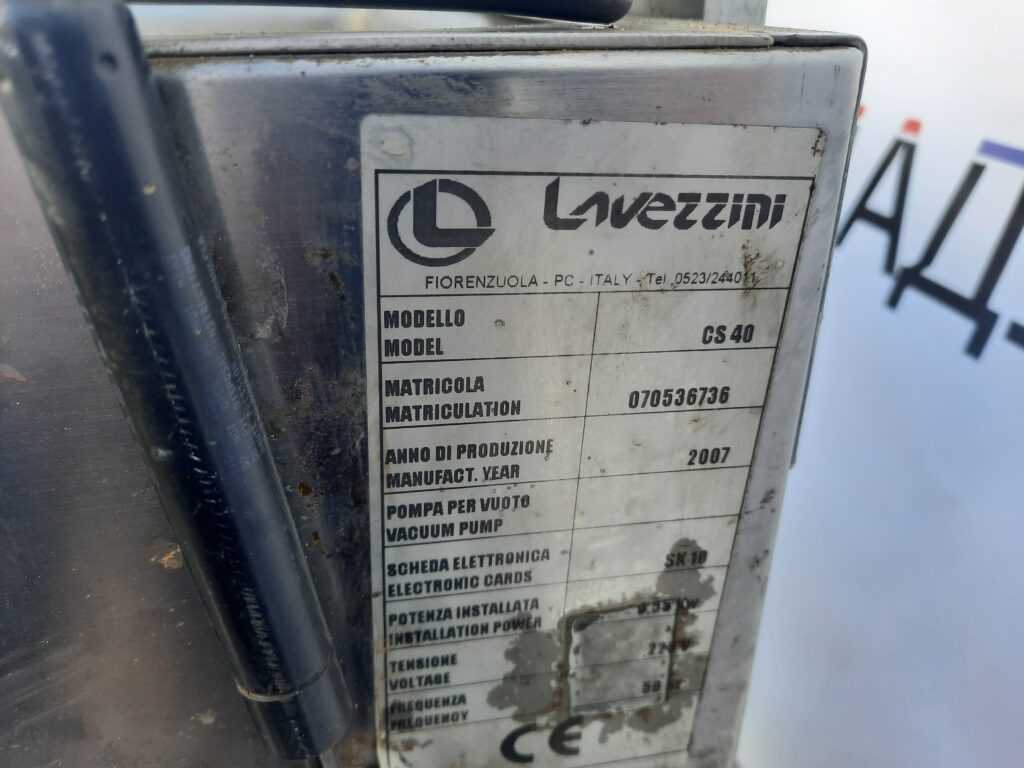 Lavezzini
FIORENZUOLA - PC - ITALY - Tel. 0523/244011
MODELLO
MODEL
CS 40
MATRICOLA
MATRICULATION
070536736
ANNO DI PRODUZIONE
MANUFACT. YEAR
2007
POMPA PER VUOTO
VACUUM PUMP
SCHEDA ELETTRONICA
ELECTRONIC CARDS
SK 10
POTENZA INSTALLATA
INSTALLATION POWER
TENSIONE
VOLTAGE
FREQUENZA
FREQUENCY
50
CE
АД